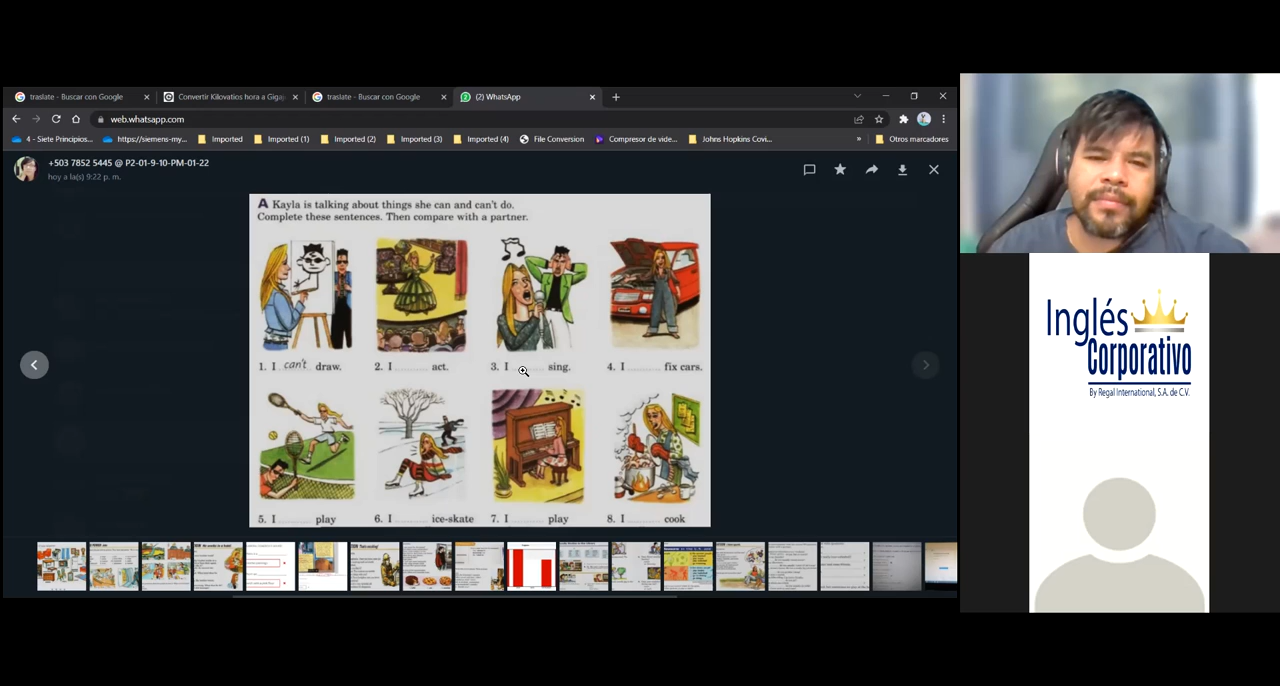 traslate - Buscar con Google
Convertir Kilovatios hora a Giga
traslate - Buscar con Google
(2) WhatsApp
web.whatsapp.com
4 - Siete Principios...
https://siemens-my...
Imported
Imported (1)
Imported (2)
Imported (3)
Imported (4)
File Conversion
Compresor de vide...
Johns Hopkins Covi...
»
Otros marcadores
+503 7852 5445 @ P2-01-9-10-PM-01-22
hoy a la(s) 9:22 p. m.
A Kayla is talking about things she can and can't do.
Complete these sentences. Then compare with a partner.
1. I can't draw.
2. I ........ act.
3. I ........ sing.
4. I ........ fix cars.
5. I ........ play
6. I ........ ice-skate
7. I ........ play
8. I ........ cook
Inglés
Corporativo
By Regal International, S.A. de C.V.